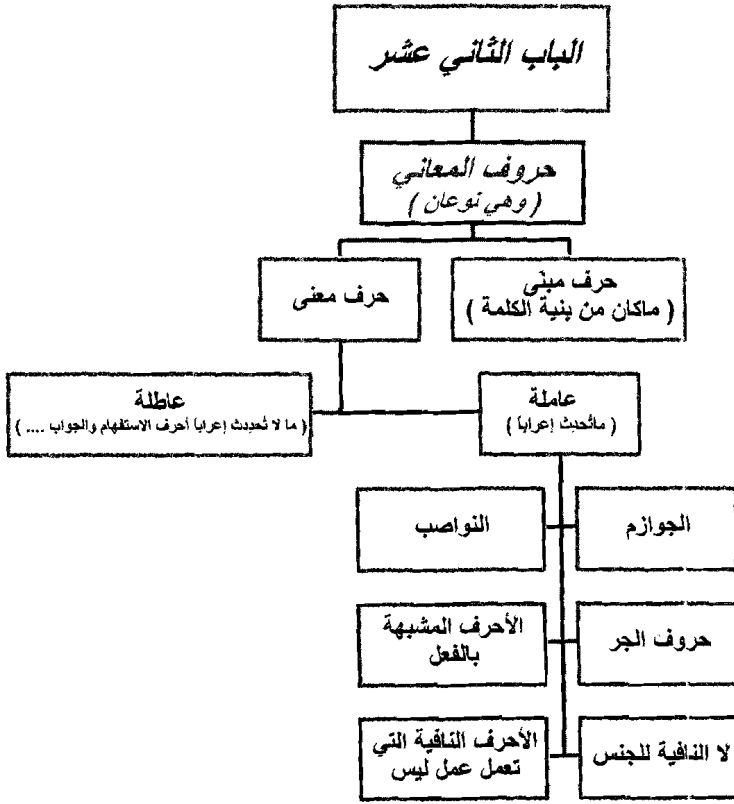 الباب الثاني عشر
حروف المعاني
( وهي نوعان )
حرف مبنى
( ماكان من بنية الكلمة )
حرف معنى
عاملة
( ماتحدث إعراباً )
عاطلة
( ما لا تُحدث إعراباً أحرف الاستفهام والجواب .... )
الجوازم
النواصب
حروف الجر
الأحرف المشبهة
بالفعل
لا النافية للجنس
الأحرف النافية التي
تعمل عمل ليس